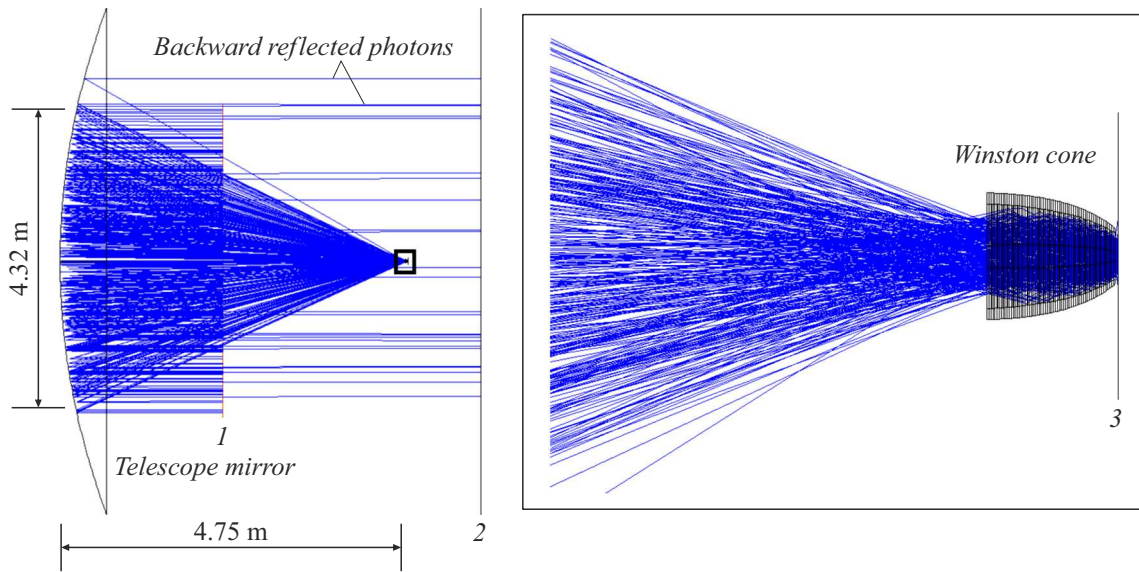 Backward reflected photons
4.32 m
1
Telescope mirror
4.75 m
2
Winston cone
3